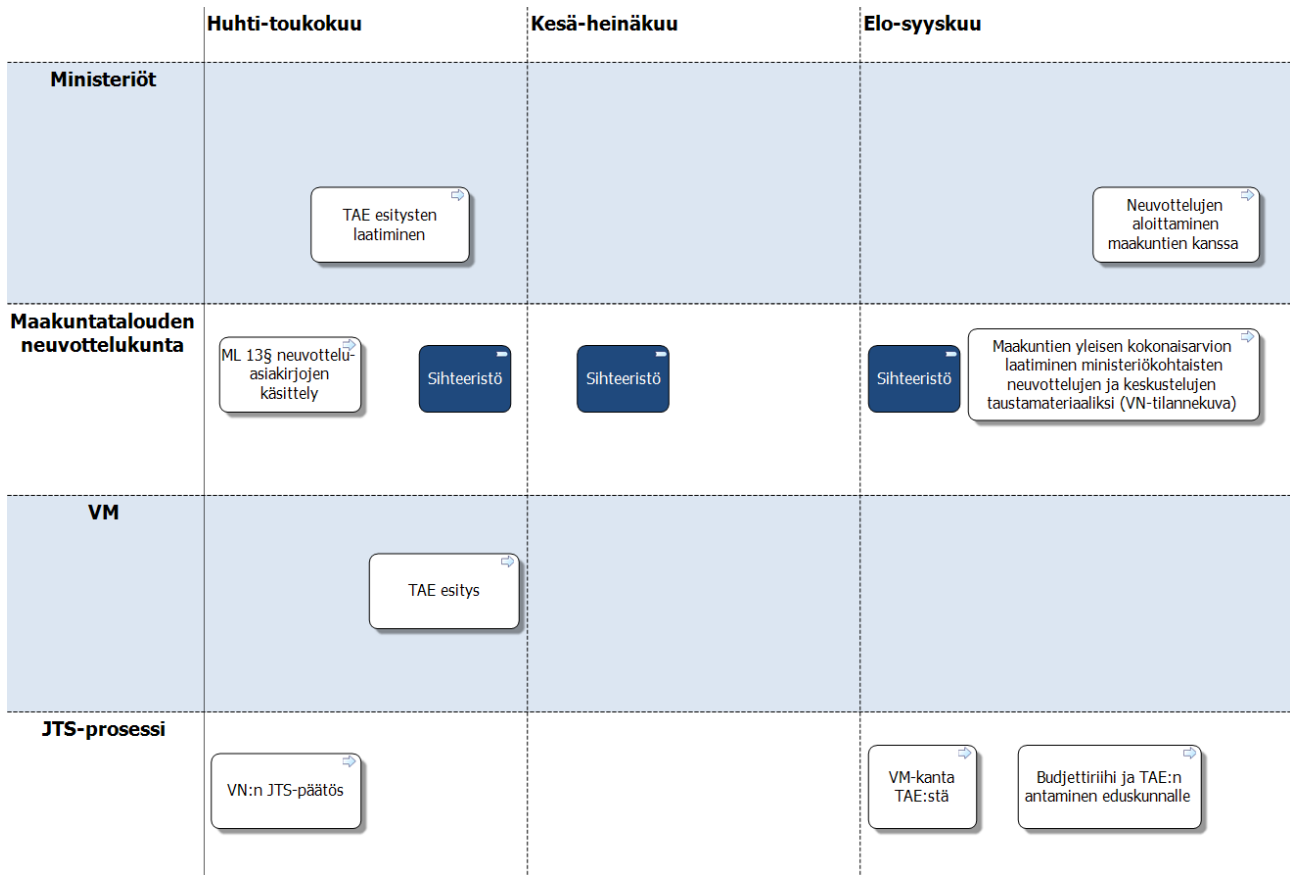 Huhti-toukokuu
Kesä-heinäkuu
Elo-syyskuu
Ministeriöt
TAE esitysten
laatiminen
Neuvottelujen
aloittaminen
maakuntien kanssa
Maakuntatalouden
neuvottelukunta
ML 13§ neuvottelu-
asiakirjojen
käsittely
Sihteeristö
Sihteeristö
Sihteeristö
Maakuntien yleisen kokonaisarvion
laatiminen ministeriökohtaisten
neuvottelujen ja keskustelujen
taustamateriaaliksi (VN-tilannekuva)
VM
TAE esitys
JTS-prosessi
VN:n JTS-päätös
VM-kanta
TAE:stä
Budjettiriihi ja TAE:n
antaminen eduskunnalle